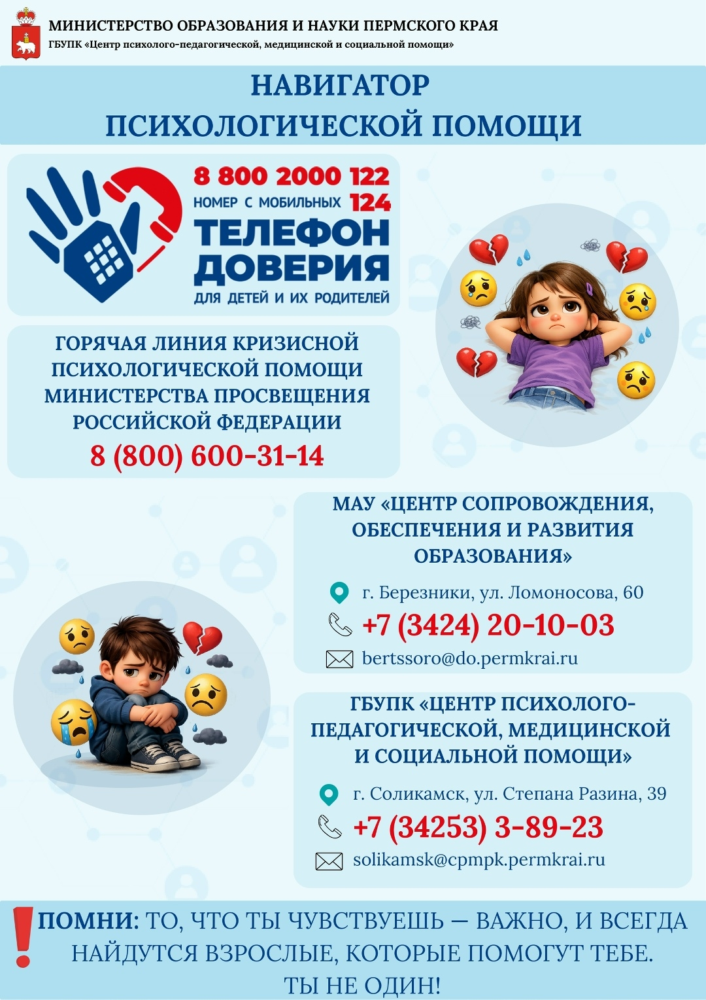 МИНИСТЕРСТВО ОБРАЗОВАНИЯ И НАУКИ ПЕРМСКОГО КРАЯ
ГБУПК «Центр психолого-педагогической, медицинской и социальной помощи»
НАВИГАТОР
ПСИХОЛОГИЧЕСКОЙ ПОМОЩИ
8 800 2000 122
НОМЕР С МОБИЛЬНЫХ 124
ТЕЛЕФОН
ДОВЕРИЯ
ДЛЯ ДЕТЕЙ И ИХ РОДИТЕЛЕЙ
ГОРЯЧАЯ ЛИНИЯ КРИЗИСНОЙ
ПСИХОЛОГИЧЕСКОЙ ПОМОЩИ
МИНИСТЕРСТВА ПРОСВЕЩЕНИЯ
РОССИЙСКОЙ ФЕДЕРАЦИИ
8 (800) 600-31-14
МАУ «ЦЕНТР СОПРОВОЖДЕНИЯ,
ОБЕСПЕЧЕНИЯ И РАЗВИТИЯ
ОБРАЗОВАНИЯ»
г. Березники, ул. Ломоносова, 60
+7 (3424) 20-10-03
bertssoro@do.permkrai.ru
ГБУПК «ЦЕНТР ПСИХОЛОГО-
ПЕДАГОГИЧЕСКОЙ, МЕДИЦИНСКОЙ
И СОЦИАЛЬНОЙ ПОМОЩИ»
г. Соликамск, ул. Степана Разина, 39
+7 (34253) 3-89-23
solikamsk@cpmpk.permkrai.ru
ПОМНИ: ТО, ЧТО ТЫ ЧУВСТВУЕШЬ — ВАЖНО, И ВСЕГДА
НАЙДУТСЯ ВЗРОСЛЫЕ, КОТОРЫЕ ПОМОГУТ ТЕБЕ.
ТЫ НЕ ОДИН!